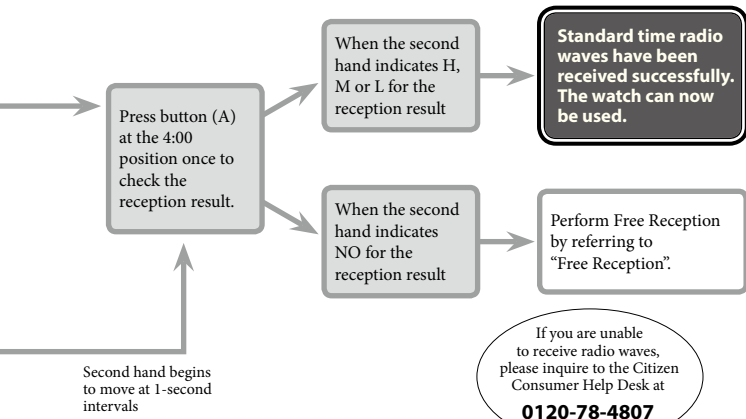 Press button (A)
at the 4:00
position once to
check the
reception result.
When the second
hand indicates H,
M or L for the
reception result
Standard time radio
waves have been
received successfully.
The watch can now
be used.
When the second
hand indicates
NO for the
reception result
Perform Free Reception
by referring to
“Free Reception”.
Second hand begins
to move at 1-second
intervals
If you are unable
to receive radio waves,
please inquire to the Citizen
Consumer Help Desk at
0120-78-4807